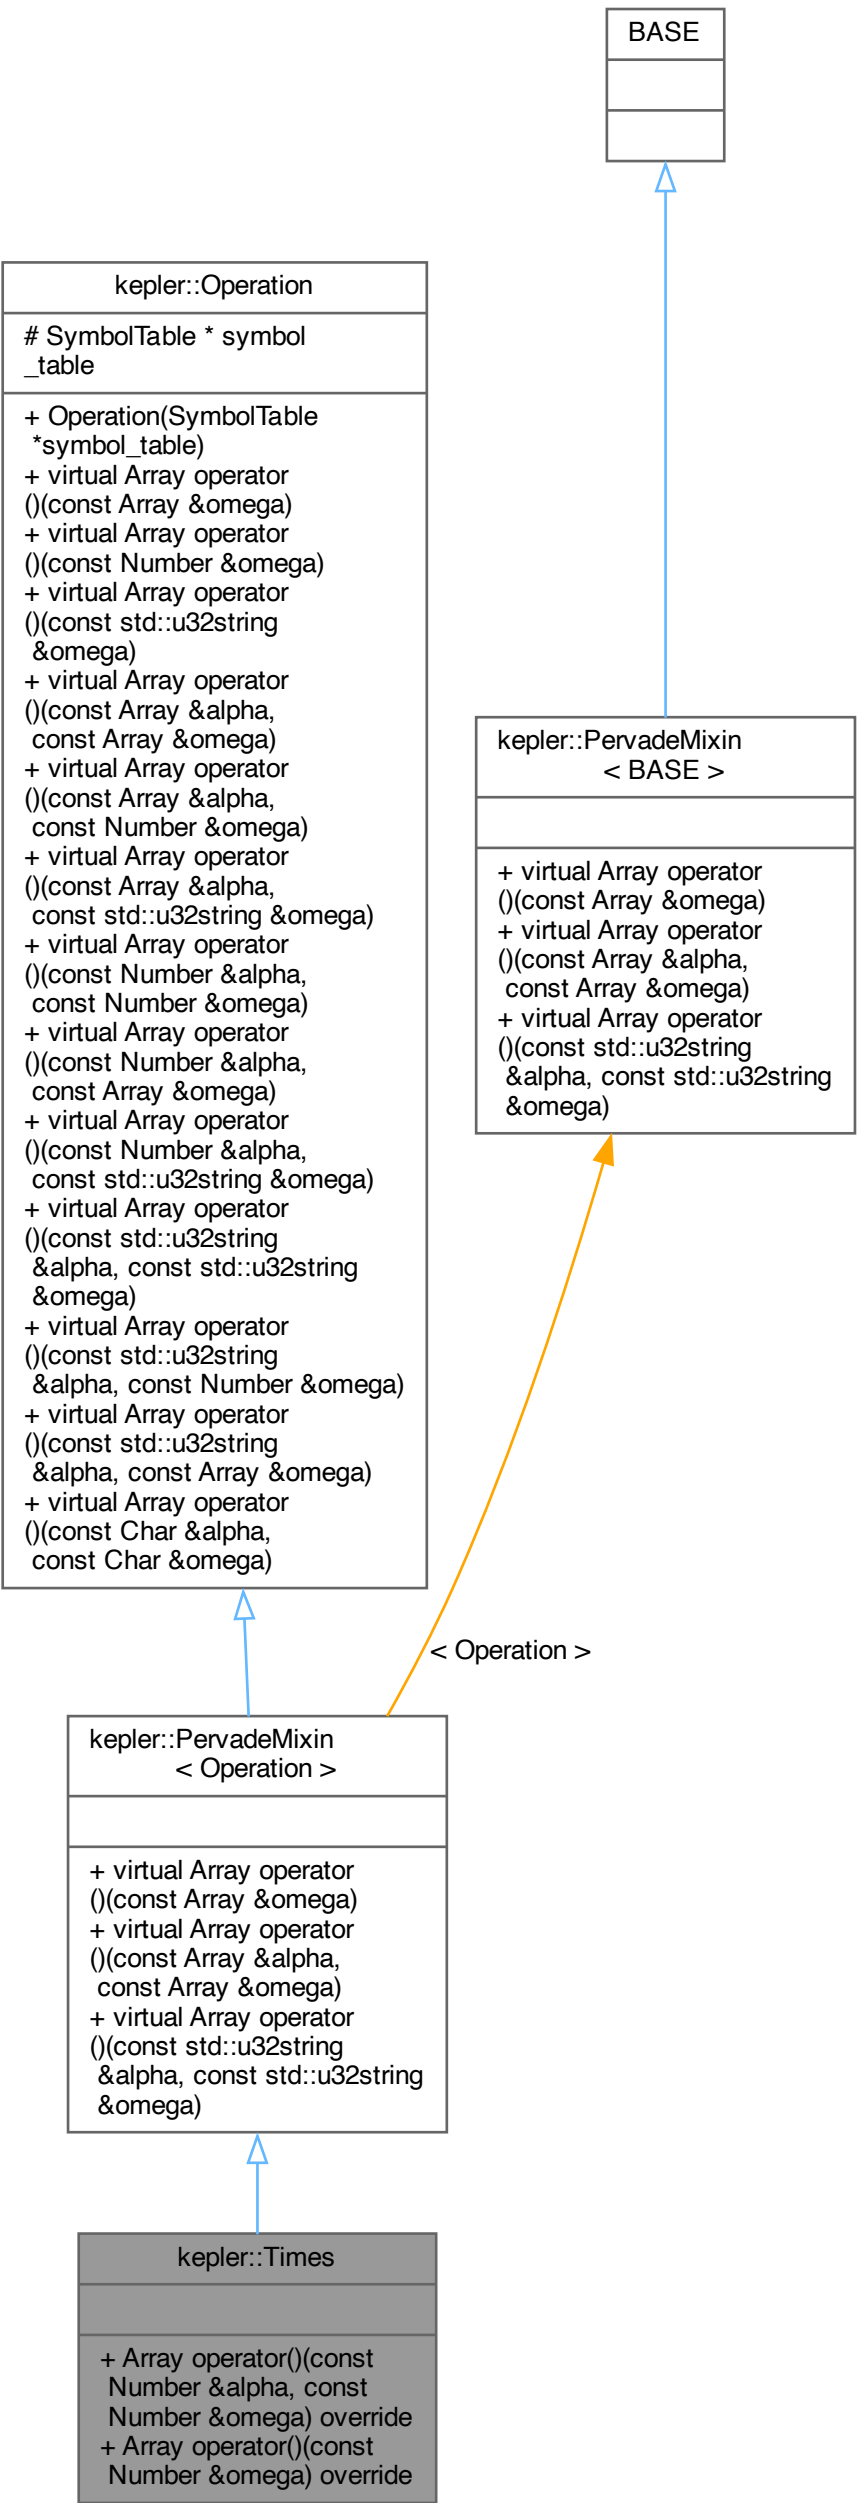 BASE
kepler::Operation
# SymbolTable * symbol
_table
+ Operation(SymbolTable
*symbol_table)
+ virtual Array operator
()(const Array &omega)
+ virtual Array operator
()(const Number &omega)
+ virtual Array operator
()(const std::u32string
&omega)
+ virtual Array operator
()(const Array &alpha,
const Array &omega)
+ virtual Array operator
()(const Array &alpha,
const Number &omega)
+ virtual Array operator
()(const Array &alpha,
const std::u32string &omega)
+ virtual Array operator
()(const Number &alpha,
const Number &omega)
+ virtual Array operator
()(const Number &alpha,
const Array &omega)
+ virtual Array operator
()(const Number &alpha,
const std::u32string &omega)
+ virtual Array operator
()(const std::u32string
&alpha, const std::u32string
&omega)
+ virtual Array operator
()(const std::u32string
&alpha, const Number &omega)
+ virtual Array operator
()(const std::u32string
&alpha, const Array &omega)
+ virtual Array operator
()(const Char &alpha,
const Char &omega)
kepler::PervadeMixin
< BASE >
+ virtual Array operator
()(const Array &omega)
+ virtual Array operator
()(const Array &alpha,
const Array &omega)
+ virtual Array operator
()(const std::u32string
&alpha, const std::u32string
&omega)
< Operation >
kepler::PervadeMixin
< Operation >
+ virtual Array operator
()(const Array &omega)
+ virtual Array operator
()(const Array &alpha,
const Array &omega)
+ virtual Array operator
()(const std::u32string
&alpha, const std::u32string
&omega)
kepler::Times
+ Array operator()(const
Number &alpha, const
Number &omega) override
+ Array operator()(const
Number &omega) override